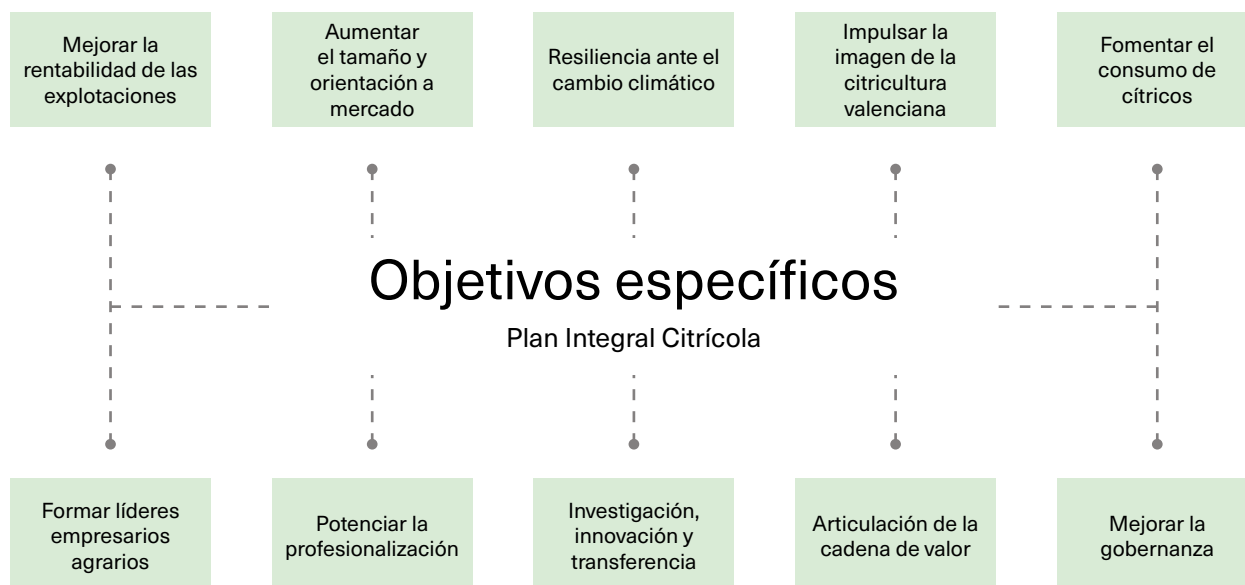 Mejorar la
rentabilidad de las
explotaciones
Aumentar
el tamaño y
orientación a
mercado
Resiliencia ante el
cambio climático
Impulsar la
imagen de la
citricultura
valenciana
Fomentar el
consumo de
cítricos
Objetivos específicos
Plan Integral Citrícola
Formar líderes
empresarios
agrarios
Potenciar la
profesionalización
Investigación,
innovación y
transferencia
Articulación de la
cadena de valor
Mejorar la
gobernanza